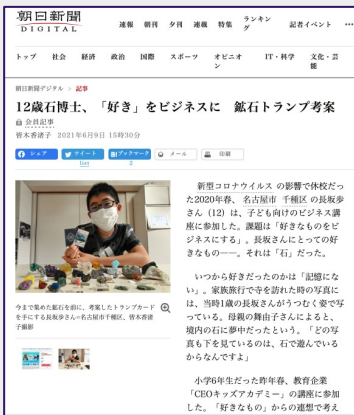 朝日新聞
DIGITAL
速報 朝刊 夕刊 連載 特集 ランキング 記者イベント
トップ 社会 経済 政治 国際 スポーツ オピニオン IT・科学 文化・芸能
朝日新聞デジタル > 記事
12歳石博士、「好き」をビジネスに 鉱石トランプ考案
会員記事
皆木香渚子 2021年6月9日 15時30分
シェア ツイート list ブックマーク 2 メール 印刷
今まで集めた鉱石を前に、考案したトランプカードを手にする長坂歩さん=名古屋市千種区、皆木香渚子撮影
新型コロナウイルス の影響で休校だっ
た2020年春、 名古屋市 千種区 の長坂歩
さん(12)は、子ども向けのビジネス講
座に参加した。課題は「好きなものをビ
ジネスにする」。長坂さんにとっての好
きなもの――。それは「石」だった。
いつから好きだったのかは「記憶にな
い」。家族旅行で寺を訪れた時の写真に
は、当時1歳の長坂さんがうつむく姿で写
っている。母親の舞由子さんによると、
境内の石に夢中だったという。「どの写
真も下を見ているのは、石で遊んでいる
からなんですよ」
小学6年生だった昨年春、教育企業
「CEOキッズアカデミー」の講座に参加
した。「好きなもの」からの連想で考え